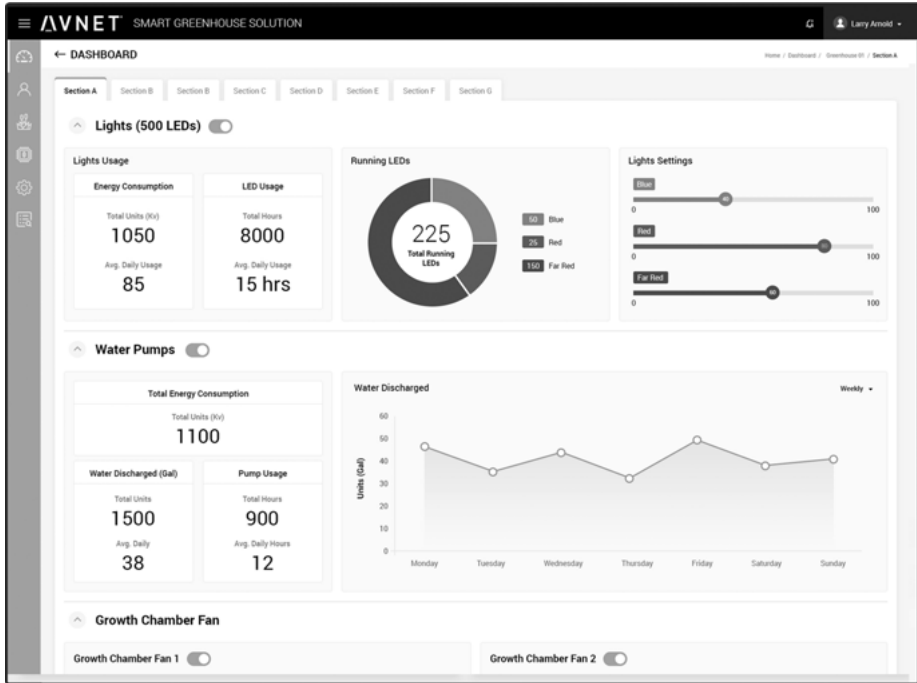 AVNET SMART GREENHOUSE SOLUTION
Larry Arnold
← DASHBOARD
Home / Dashboard / Greenhouse 01 / Section A
Section A Section B Section B Section C Section D Section E Section F Section G
Lights (500 LEDs)
Lights Usage
Energy Consumption
Total Units (Kv)
1050
Avg. Daily Usage
85
LED Usage
Total Hours
8000
Avg. Daily Usage
15 hrs
Running LEDs
225
Total Running
LEDs
50 Blue
25 Red
150 Far Red
Lights Settings
Blue
0 100
Red
0 100
Far Red
0 100
Water Pumps
Total Energy Consumption
Total Units (Kv)
1100
Water Discharged (Gal)
Total Units
1500
Avg. Daily
38
Pump Usage
Total Hours
900
Avg. Daily Hours
12
Water Discharged
Weekly
Units (Gal)
60
50
40
30
20
10
0
Monday Tuesday Wednesday Thursday Friday Saturday Sunday
Growth Chamber Fan
Growth Chamber Fan 1
Growth Chamber Fan 2